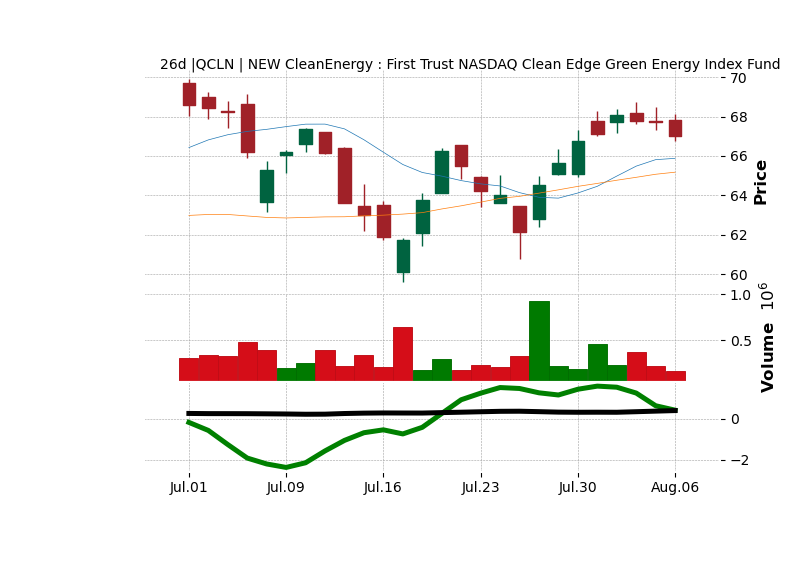 26d |QCLN | NEW CleanEnergy : First Trust NASDAQ Clean Edge Green Energy Index Fund
70
68
66
64
62
60
Price
1.0
0.5
Volume 10^6
0
−2
Jul.01 Jul.09 Jul.16 Jul.23 Jul.30 Aug.06